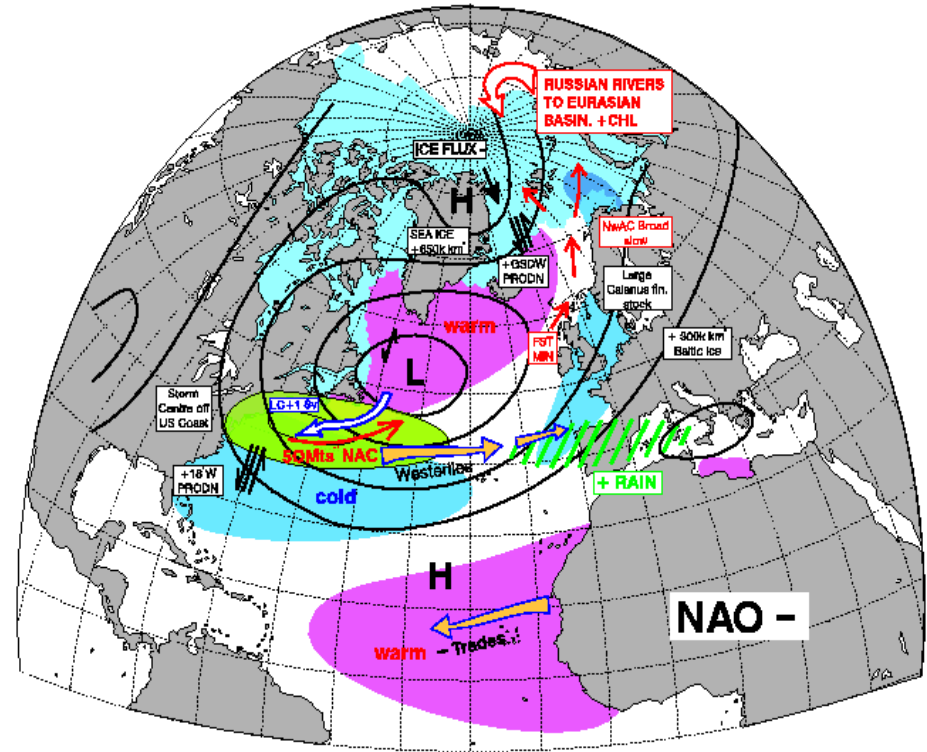 RUSSIAN RIVERS
TO EURASIAN
BASIN. +CHL
ICE FLUX -
H
SEA ICE
+650k km²
+GSDW
PRODN
NwAC Broad
slow
Large
Calanus fin.
stock
warm
FST
MIN
+ 500k km²
Baltic Ice
L
Storm
Centre off
US Coast
LC+1 Sv
50Mts NAC
Westerlies
+18°W
PRODN
cold
+ RAIN
H
NAO -
warm
- Trades